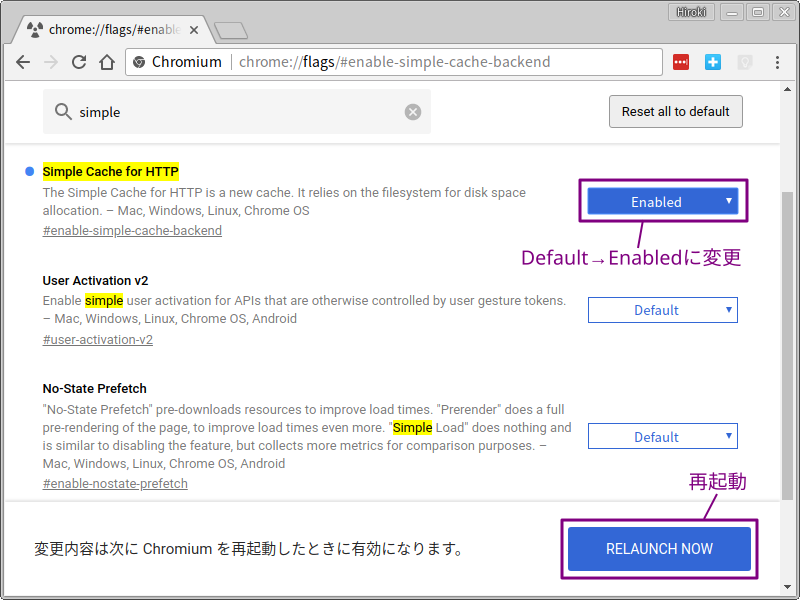 Hiroki
chrome://flags/#enable
Chromium | chrome://flags/#enable-simple-cache-backend
simple
Reset all to default
Simple Cache for HTTP
The Simple Cache for HTTP is a new cache. It relies on the filesystem for disk space
allocation. – Mac, Windows, Linux, Chrome OS
#enable-simple-cache-backend
Enabled
Default→Enabledに変更
User Activation v2
Enable simple user activation for APIs that are otherwise controlled by user gesture tokens.
– Mac, Windows, Linux, Chrome OS, Android
#user-activation-v2
Default
No-State Prefetch
"No-State Prefetch" pre-downloads resources to improve load times. "Prerender" does a full
pre-rendering of the page, to improve load times even more. "Simple Load" does nothing and
is similar to disabling the feature, but collects more metrics for comparison purposes. –
Mac, Windows, Linux, Chrome OS, Android
#enable-nostate-prefetch
Default
再起動
変更内容は次に Chromium を再起動したときに有効になります。
RELAUNCH NOW